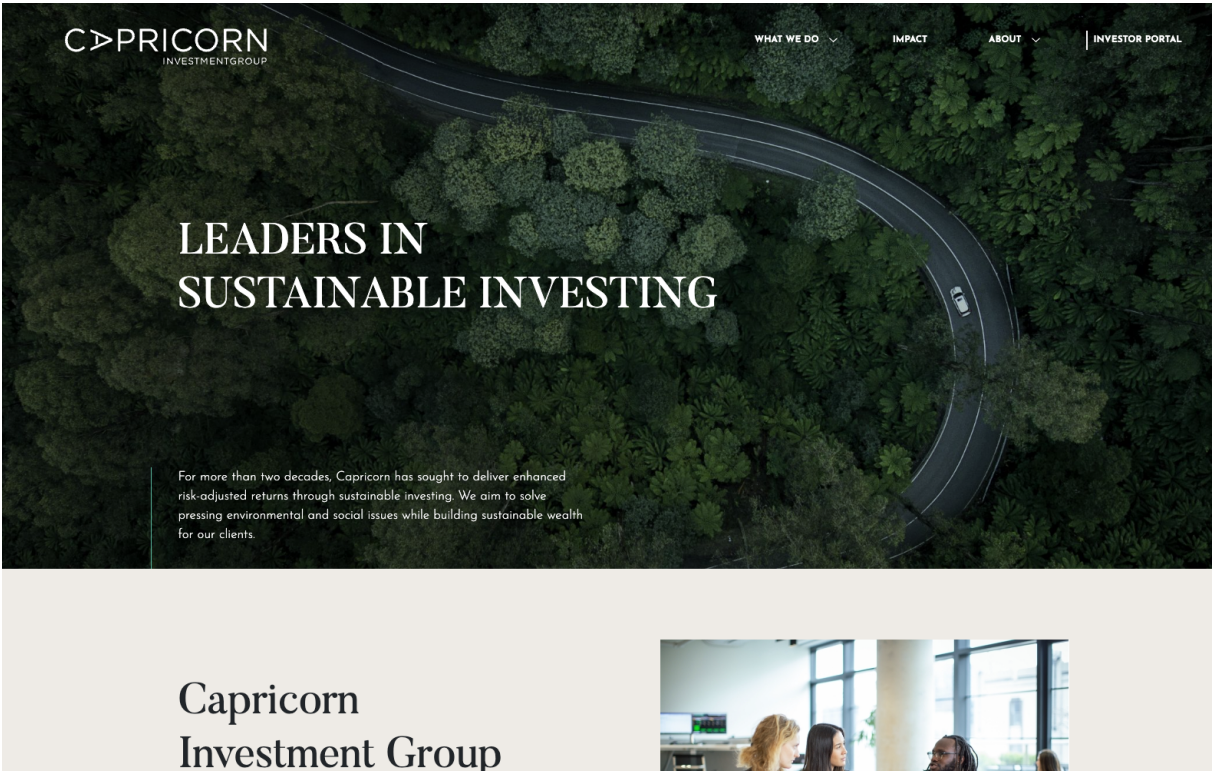 CAPRICORN
INVESTMENTGROUP
WHAT WE DO
IMPACT
ABOUT
INVESTOR PORTAL
LEADERS IN
SUSTAINABLE INVESTING
For more than two decades, Capricorn has sought to deliver enhanced
risk-adjusted returns through sustainable investing. We aim to solve
pressing environmental and social issues while building sustainable wealth
for our clients.
Capricorn
Investment Group